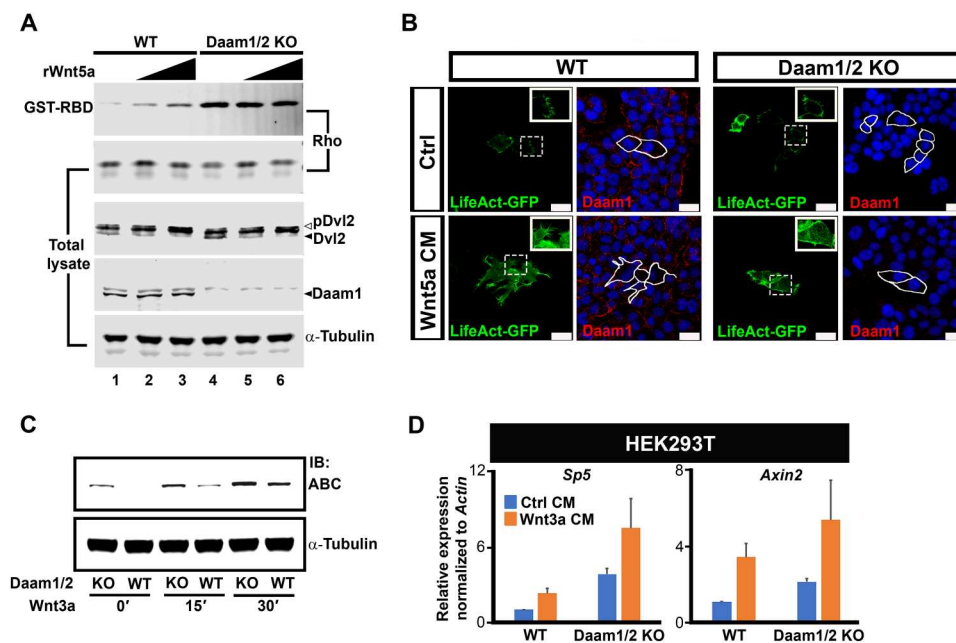 A
WT Daam1/2 KO
rWnt5a
GST-RBD
Rho
pDvl2
Dvl2
Total
lysate
Daam1
α-Tubulin
1 2 3 4 5 6
B
WT Daam1/2 KO
Ctrl
LifeAct-GFP Daam1 LifeAct-GFP Daam1
Wnt5a CM
LifeAct-GFP Daam1 LifeAct-GFP Daam1
C
IB:
ABC
α-Tubulin
Daam1/2 KO WT KO WT KO WT
Wnt3a 0′ 15′ 30′
D
HEK293T
Relative expression
normalized to Actin
Sp5
12
6
0
Ctrl CM
Wnt3a CM
WT Daam1/2 KO
Axin2
8
4
0
WT Daam1/2 KO